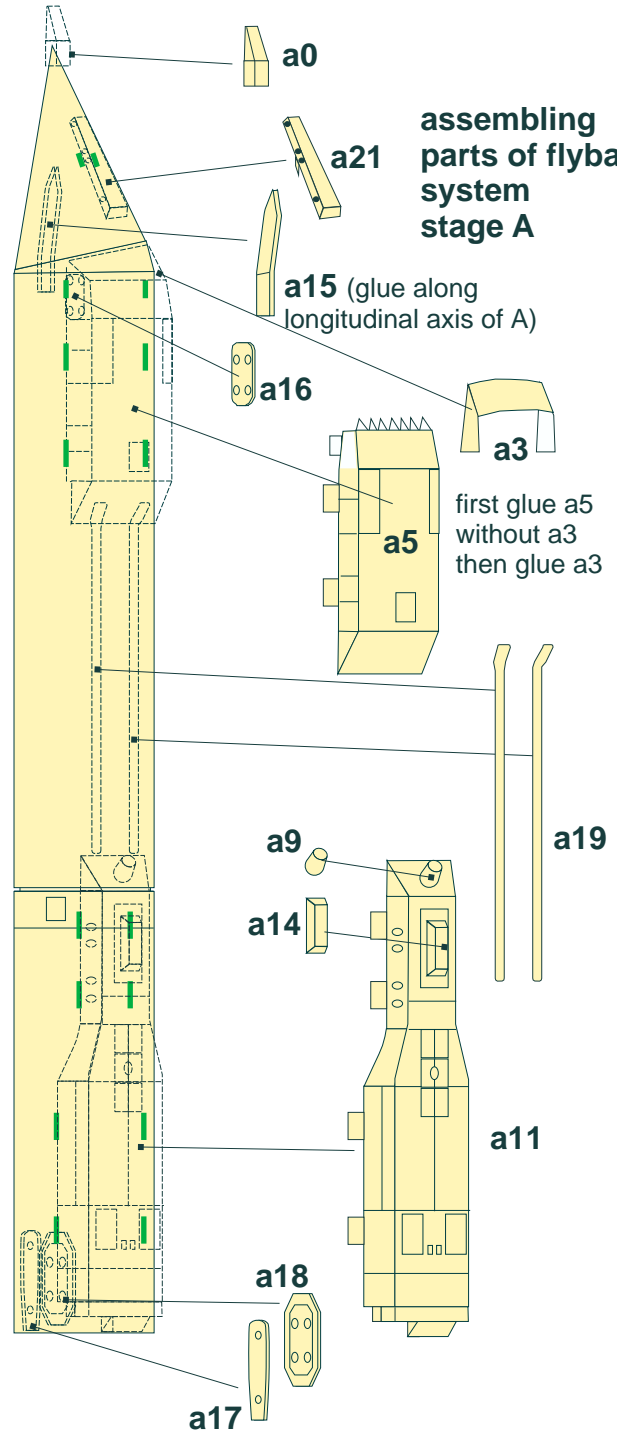 a0
assembling
parts of flyba
system
stage A
a21
a15 (glue along
longitudinal axis of A)
a16
a3
a5
first glue a5
without a3
then glue a3
a9
a19
a14
a11
a18
a17